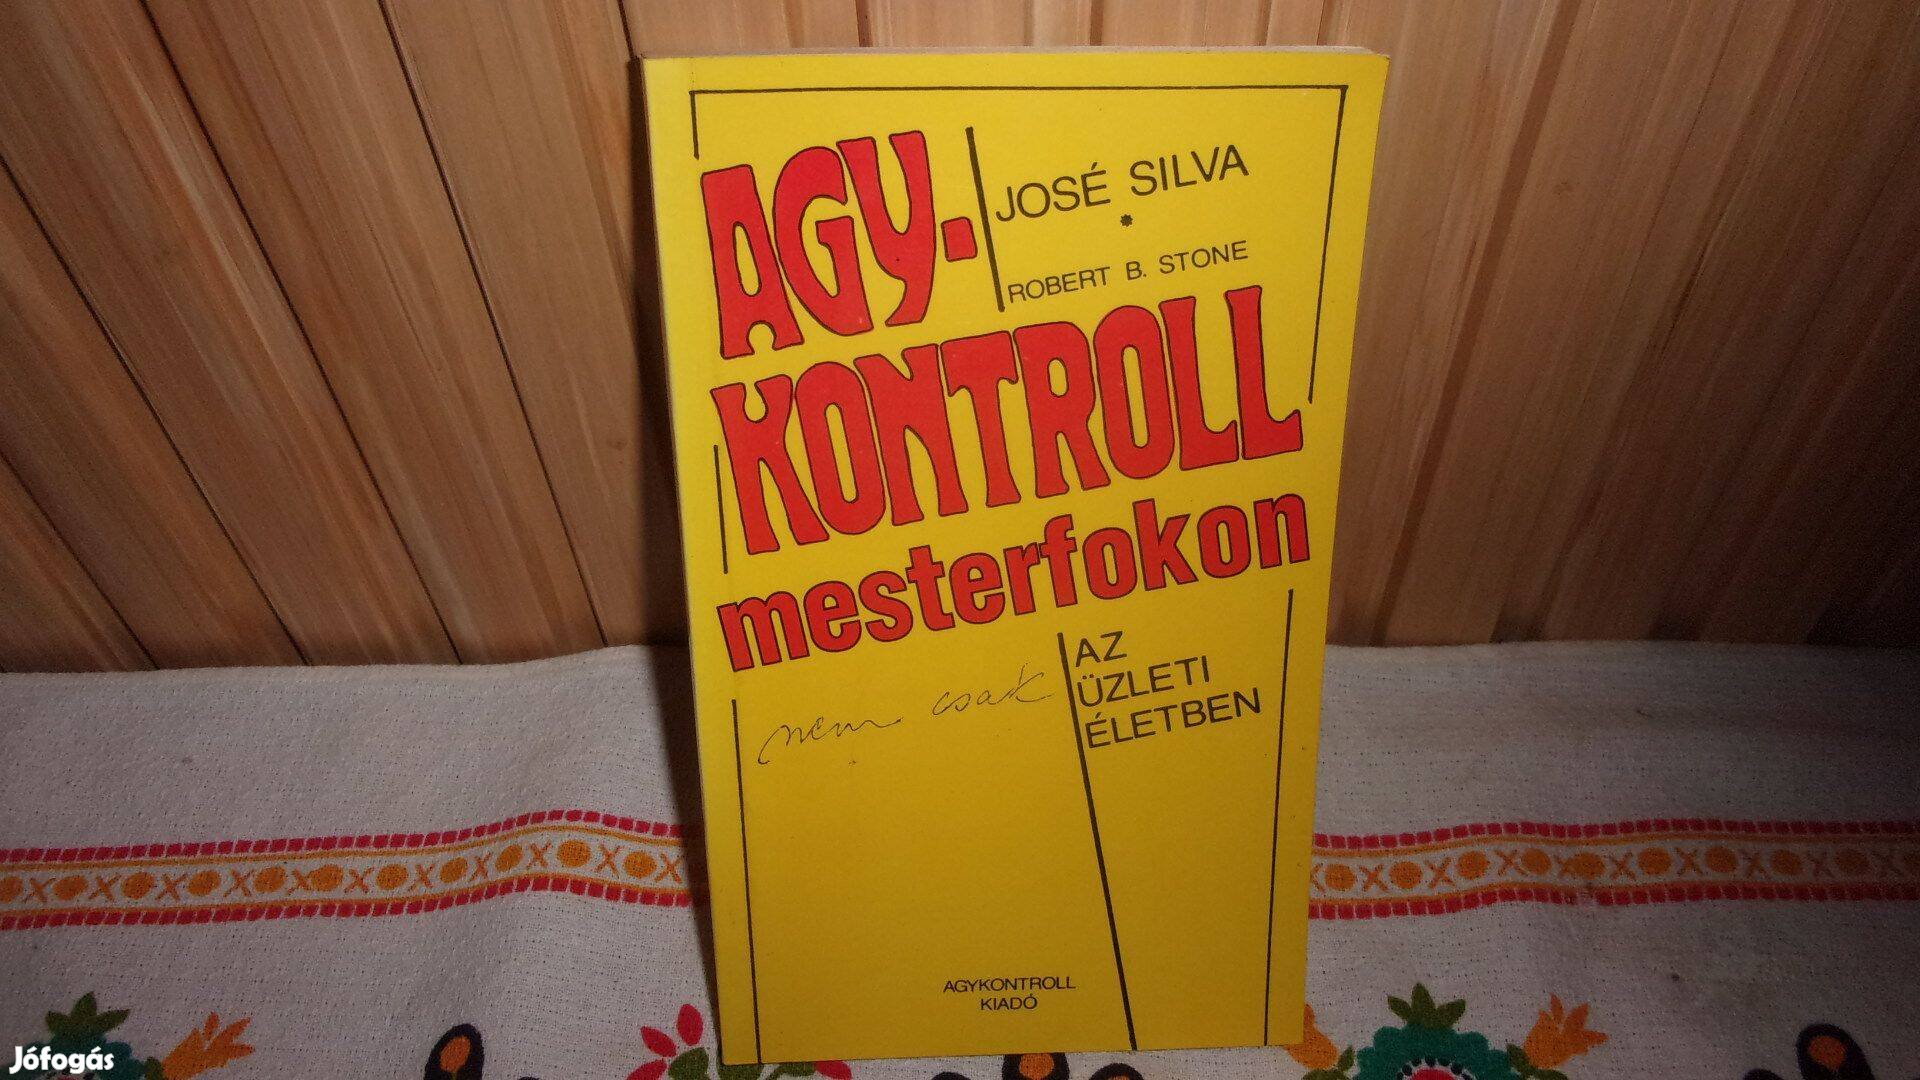 AGY-
JOSÉ SILVA
*
ROBERT B. STONE
KONTROLL
mesterfokon
nem csak
AZ
ÜZLETI
ÉLETBEN
AGYKONTROLL
KIADÓ
Jófogás